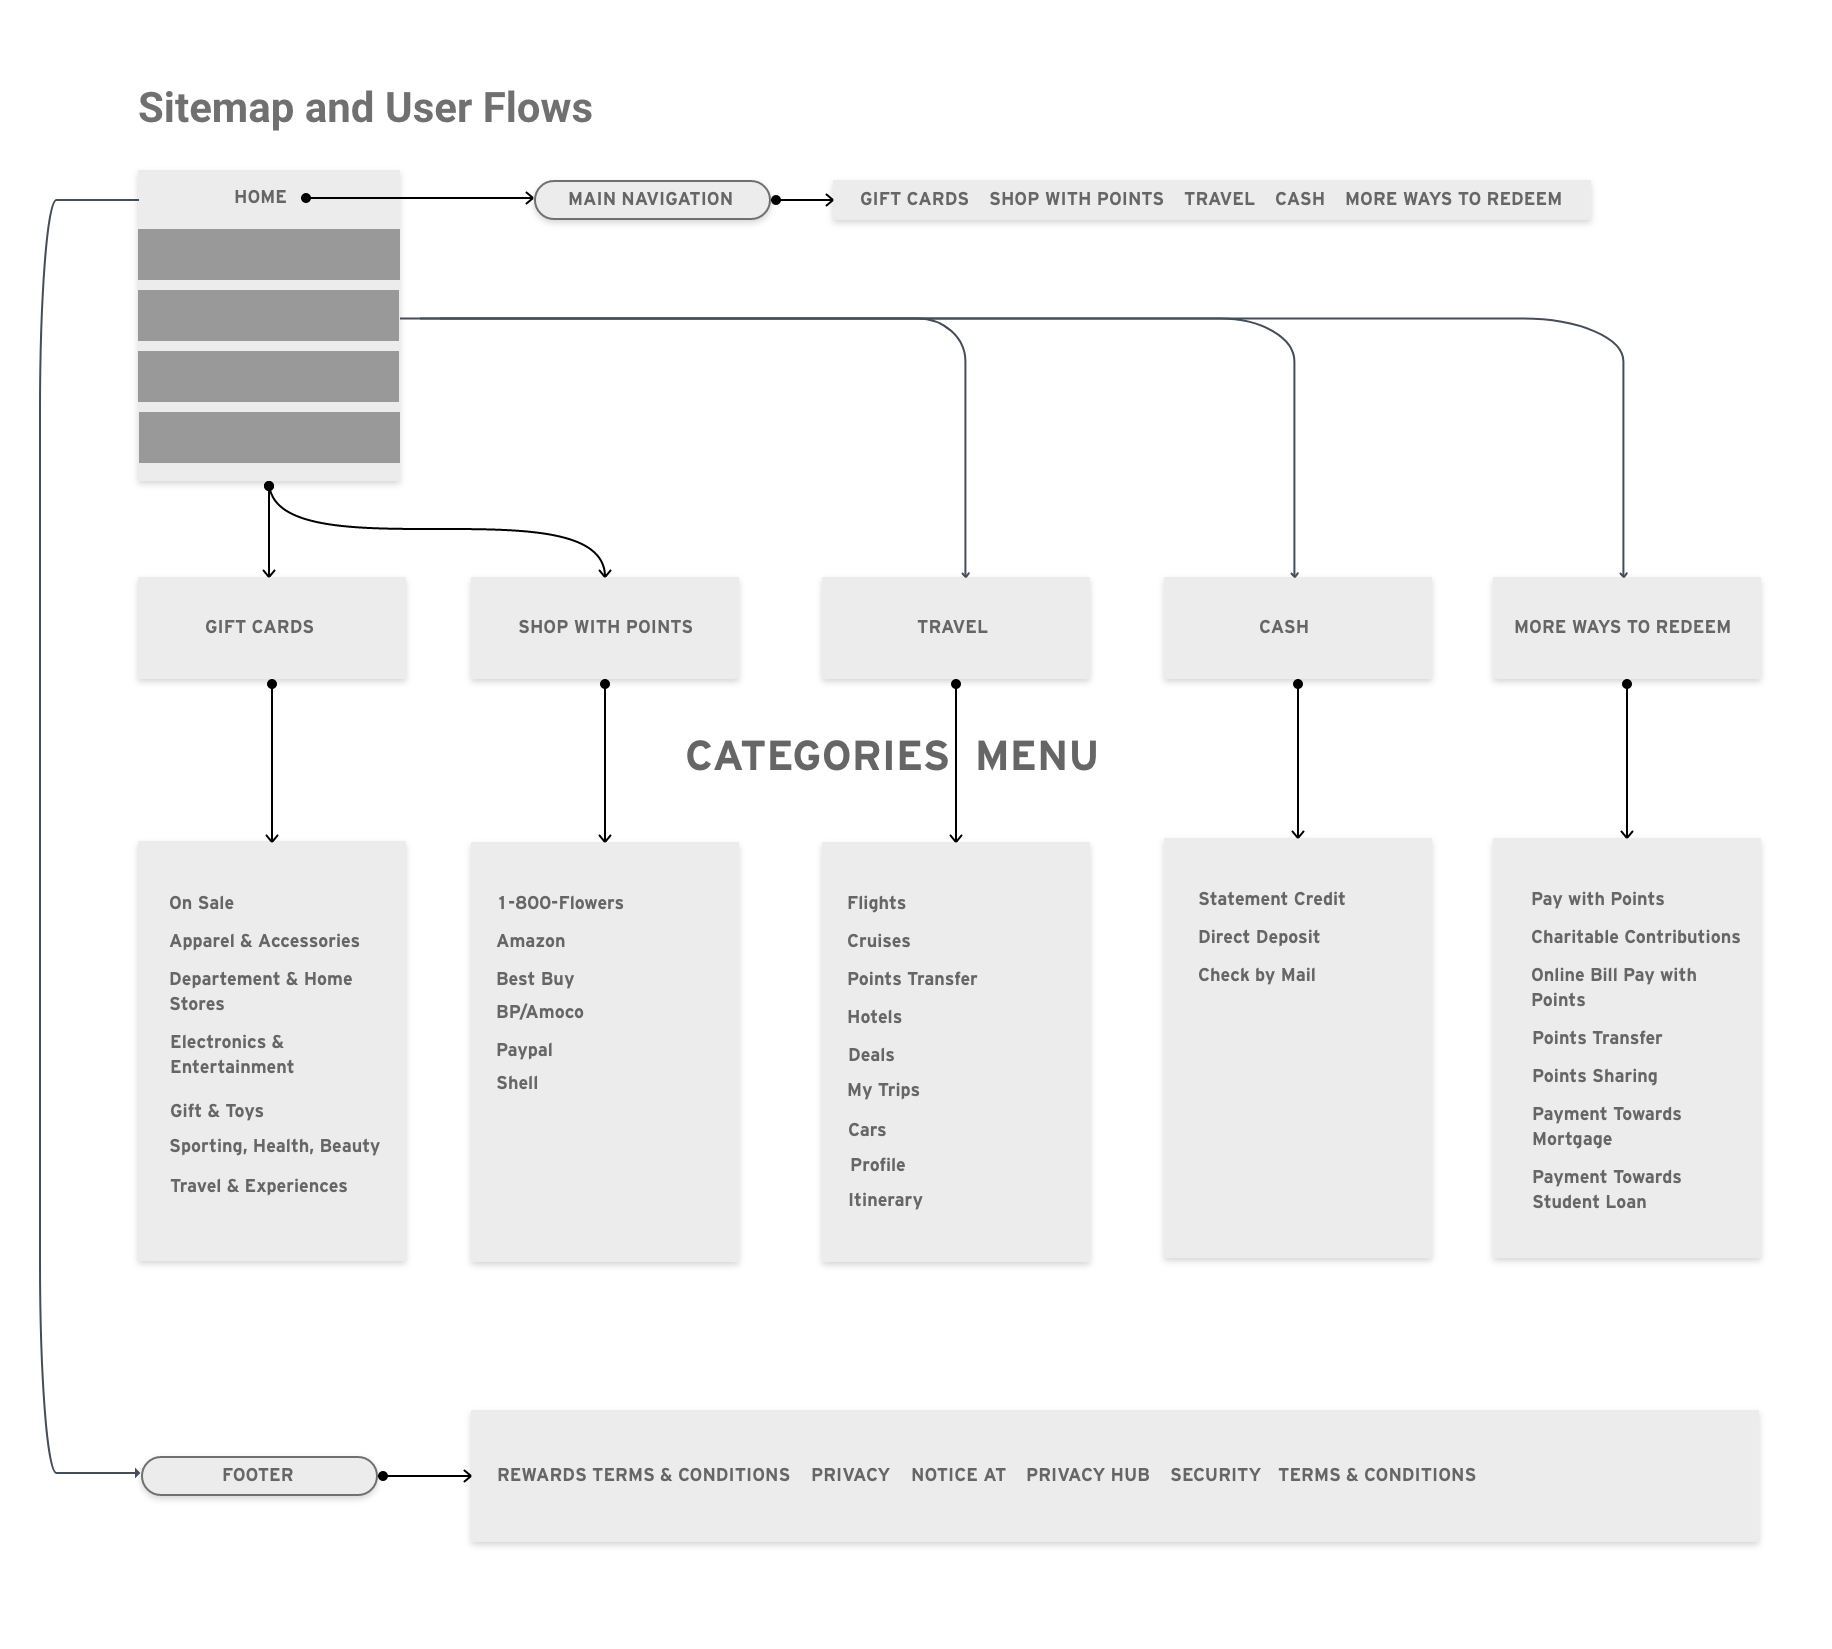 Sitemap and User Flows
HOME
MAIN NAVIGATION
GIFT CARDS SHOP WITH POINTS TRAVEL CASH MORE WAYS TO REDEEM
GIFT CARDS
SHOP WITH POINTS
TRAVEL
CASH
MORE WAYS TO REDEEM
CATEGORIES MENU
On Sale
Apparel & Accessories
Departement & Home
Stores
Electronics &
Entertainment
Gift & Toys
Sporting, Health, Beauty
Travel & Experiences
1-800-Flowers
Amazon
Best Buy
BP/Amoco
Paypal
Shell
Flights
Cruises
Points Transfer
Hotels
Deals
My Trips
Cars
Profile
Itinerary
Statement Credit
Direct Deposit
Check by Mail
Pay with Points
Charitable Contributions
Online Bill Pay with
Points
Points Transfer
Points Sharing
Payment Towards
Mortgage
Payment Towards
Student Loan
FOOTER
REWARDS TERMS & CONDITIONS PRIVACY NOTICE AT PRIVACY HUB SECURITY TERMS & CONDITIONS